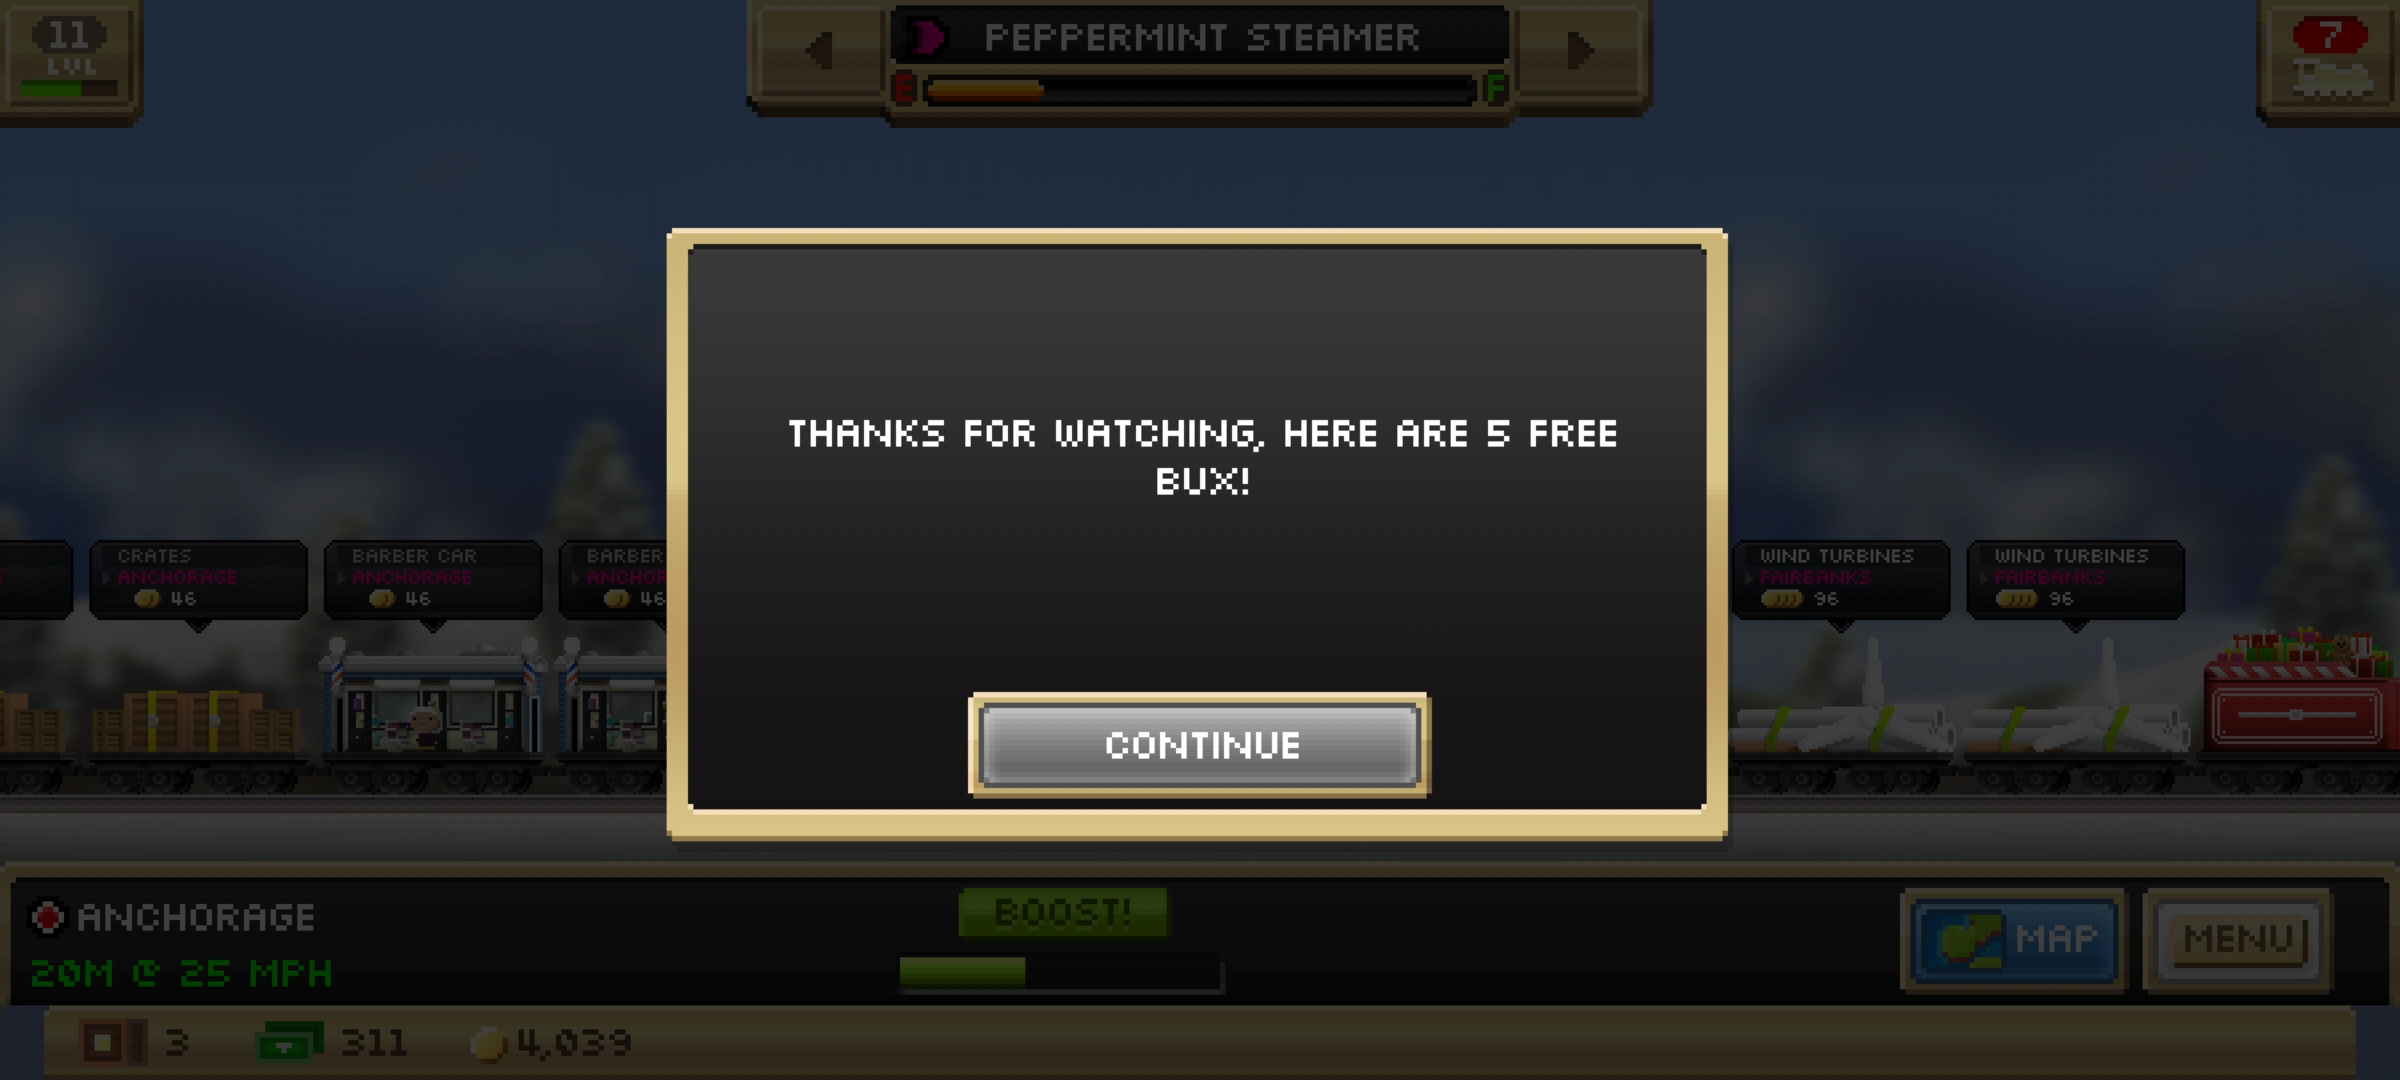 11
LVL
PEPPERMINT STEAMER
E
F
7
THANKS FOR WATCHING, HERE ARE 5 FREE
BUX!
CONTINUE
CRATES
ANCHORAGE
46
BARBER CAR
ANCHORAGE
46
BARBER
ANCHOR
46
WIND TURBINES
FAIRBANKS
96
WIND TURBINES
FAIRBANKS
96
ANCHORAGE
20M @ 25 MPH
BOOST!
MAP
MENU
3
311
4,039